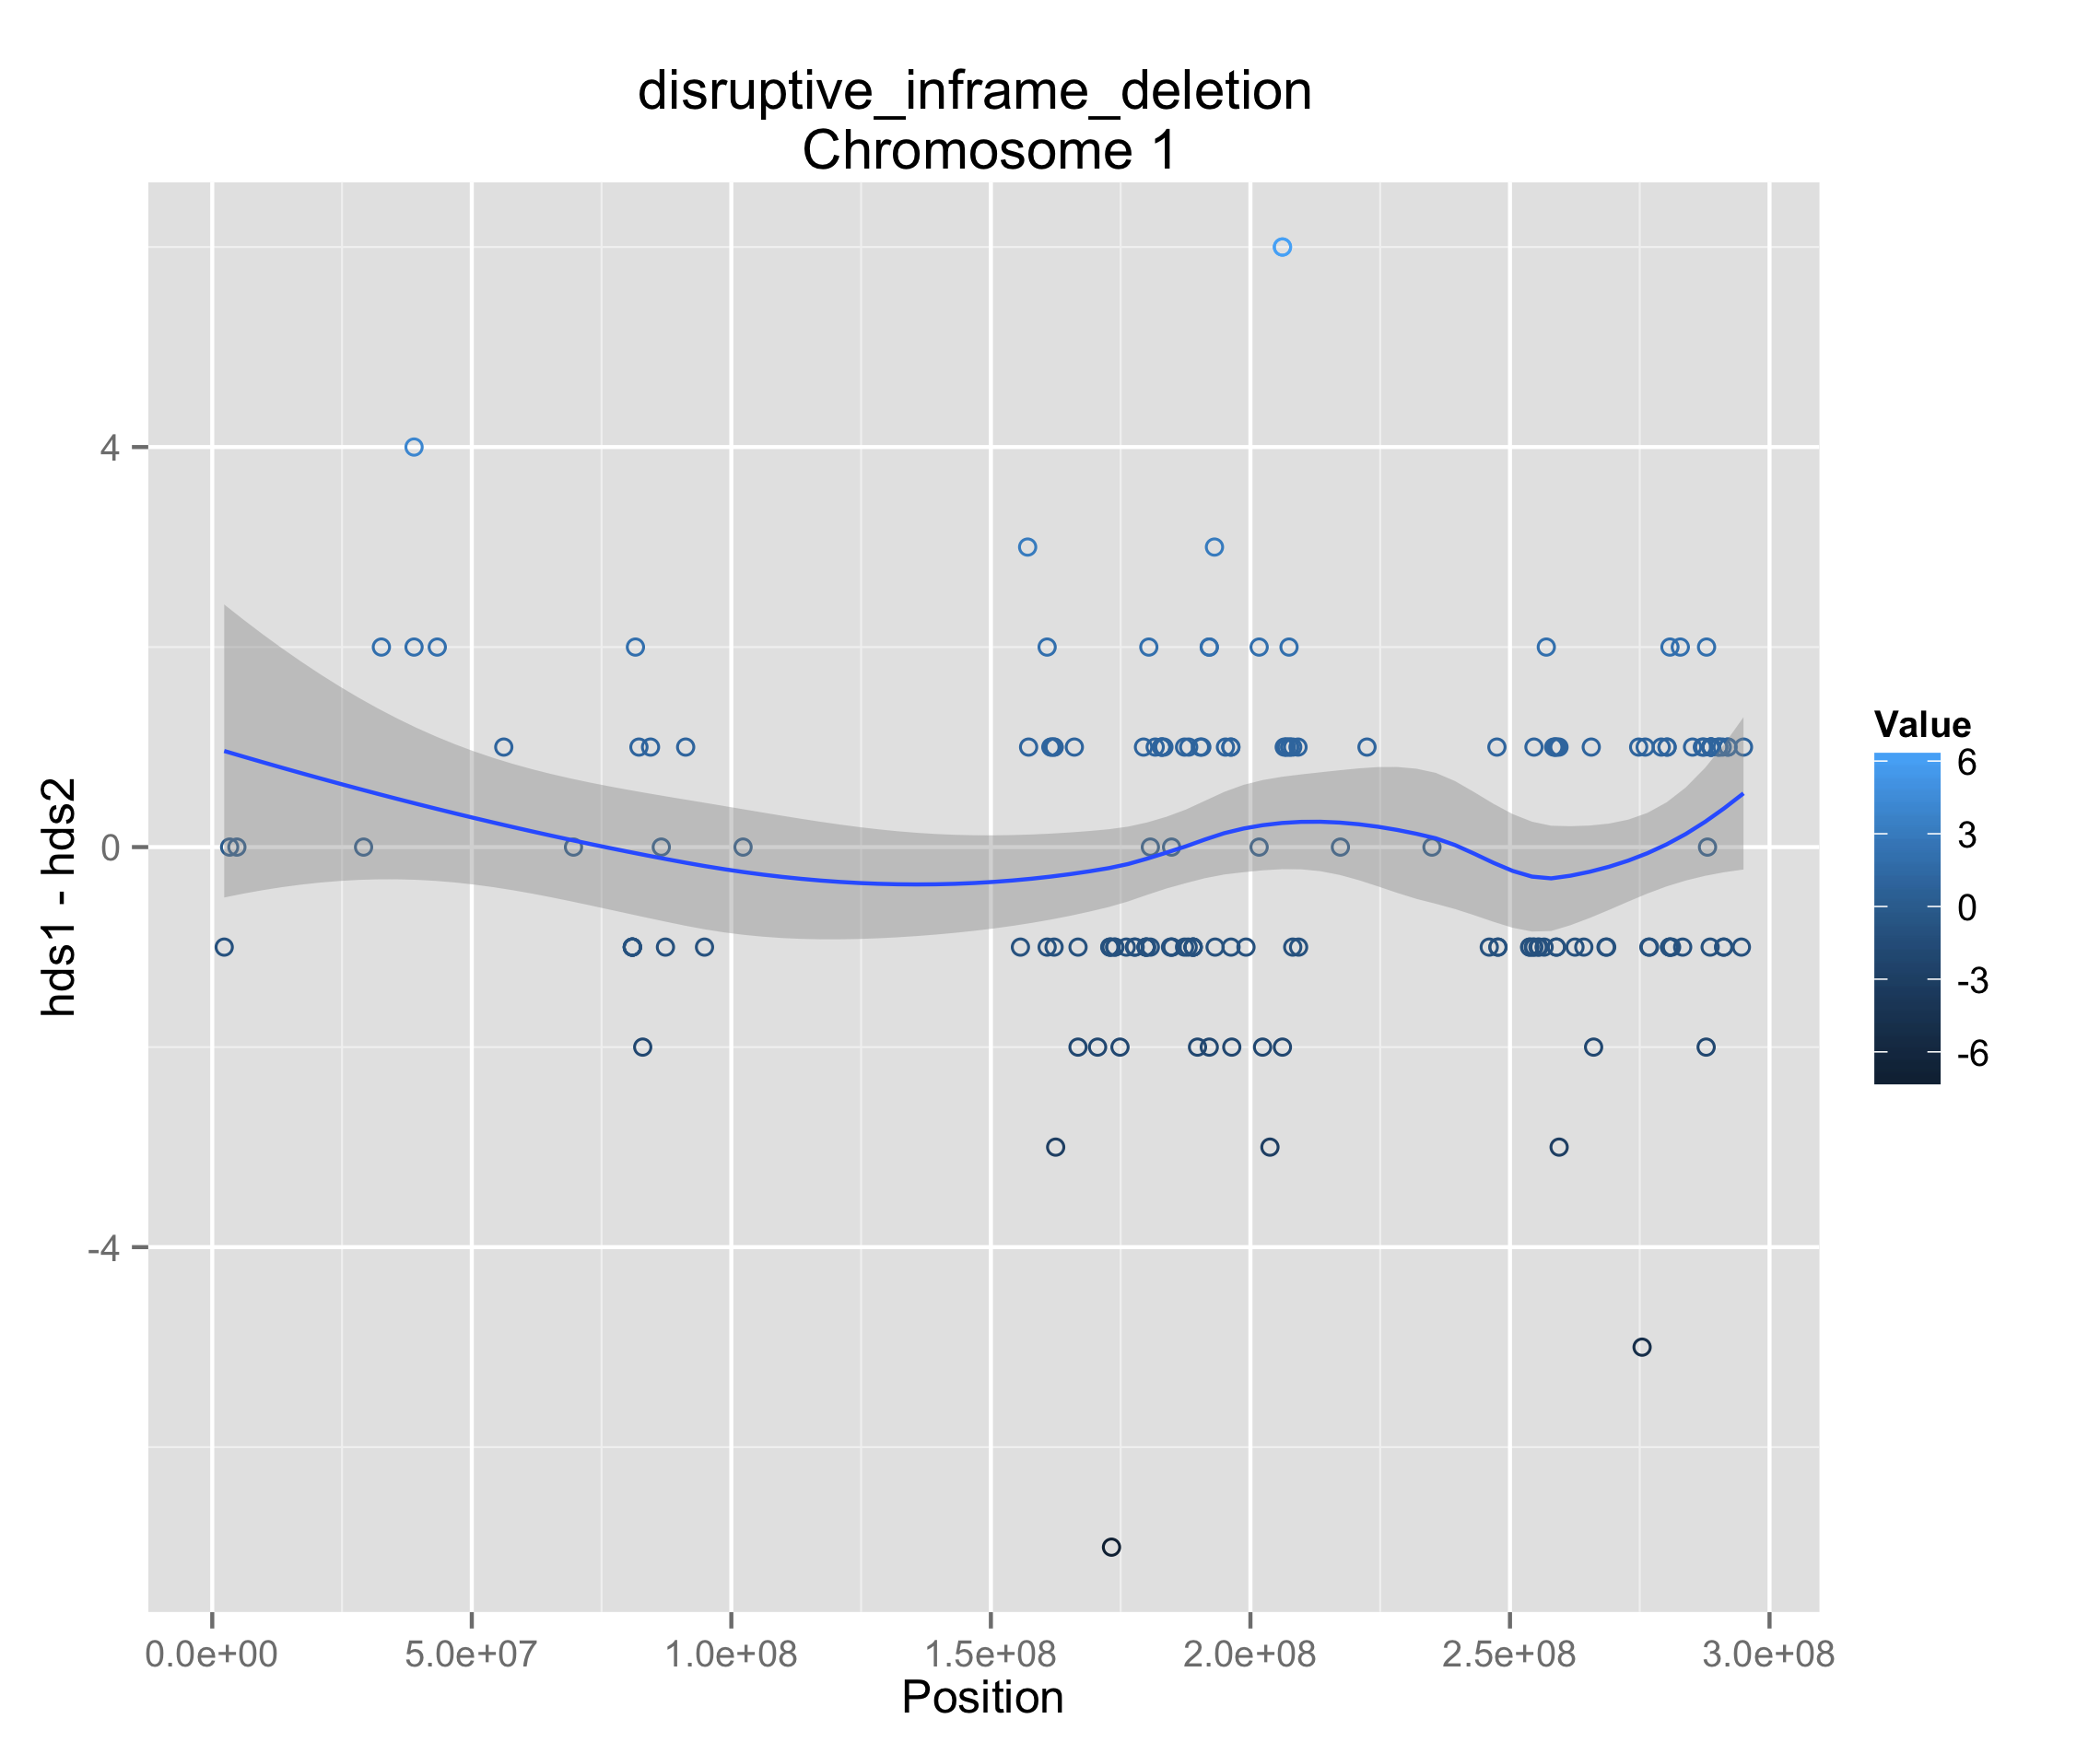 disruptive_inframe_deletion
Chromosome 1
hds1 - hds2
4
0
-4
0.0e+00 5.0e+07 1.0e+08 1.5e+08 2.0e+08 2.5e+08 3.0e+08
Position
Value
6
3
0
-3
-6